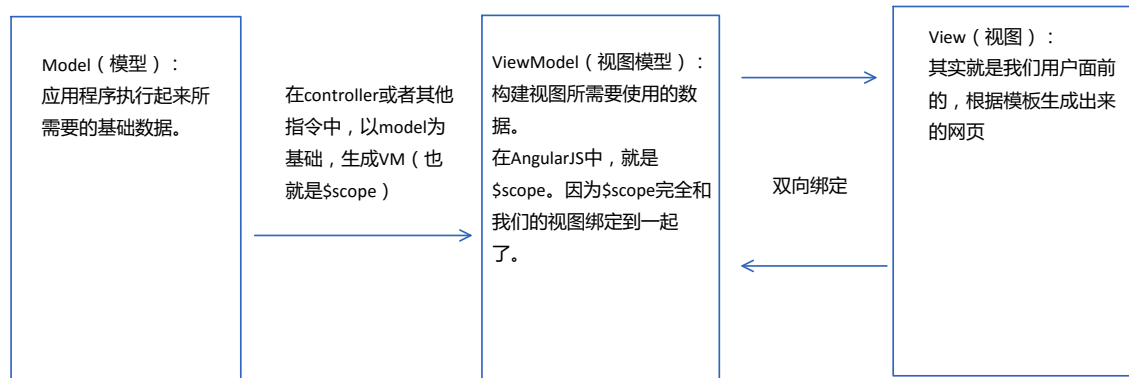 Model（模型）：
应用程序执行起来所
需要的基础数据。
在controller或者其他
指令中，以model为
基础，生成VM（也
就是$scope）
ViewModel（视图模型）：
构建视图所需要使用的数
据。
在AngularJS中，就是
$scope。因为$scope完全和
我们的视图绑定到一起
了。
双向绑定
View（视图）：
其实就是我们用户面前
的，根据模板生成出来
的网页